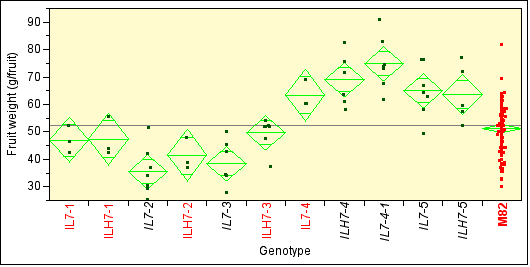 Fruit weight (g/fruit)
90
80
70
60
50
40
30
IL7-1
ILH7-1
IL7-2
ILH7-2
IL7-3
ILH7-3
IL7-4
ILH7-4
IL7-4-1
IL7-5
ILH7-5
M82
Genotype